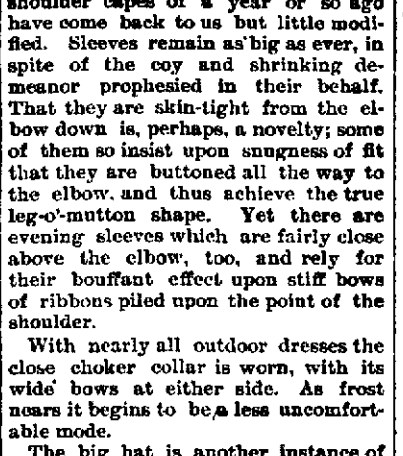 shoulder capes of a year or so ago
have come back to us but little modi-
fied. Sleeves remain as big as ever, in
spite of the coy and shrinking de-
meanor prophesied in their behalf.
That they are skin-tight from the el-
bow down is, perhaps, a novelty; some
of them so insist upon snugness of fit
that they are buttoned all the way to
the elbow, and thus achieve the true
leg-o'-mutton shape. Yet there are
evening sleeves which are fairly close
above the elbow, too, and rely for
their bouffant effect upon stiff bows
of ribbons piled upon the point of the
shoulder.
With nearly all outdoor dresses the
close choker collar is worn, with its
wide bows at either side. As frost
nears it begins to be a less uncomfort-
able mode.
The big hat is another instance of